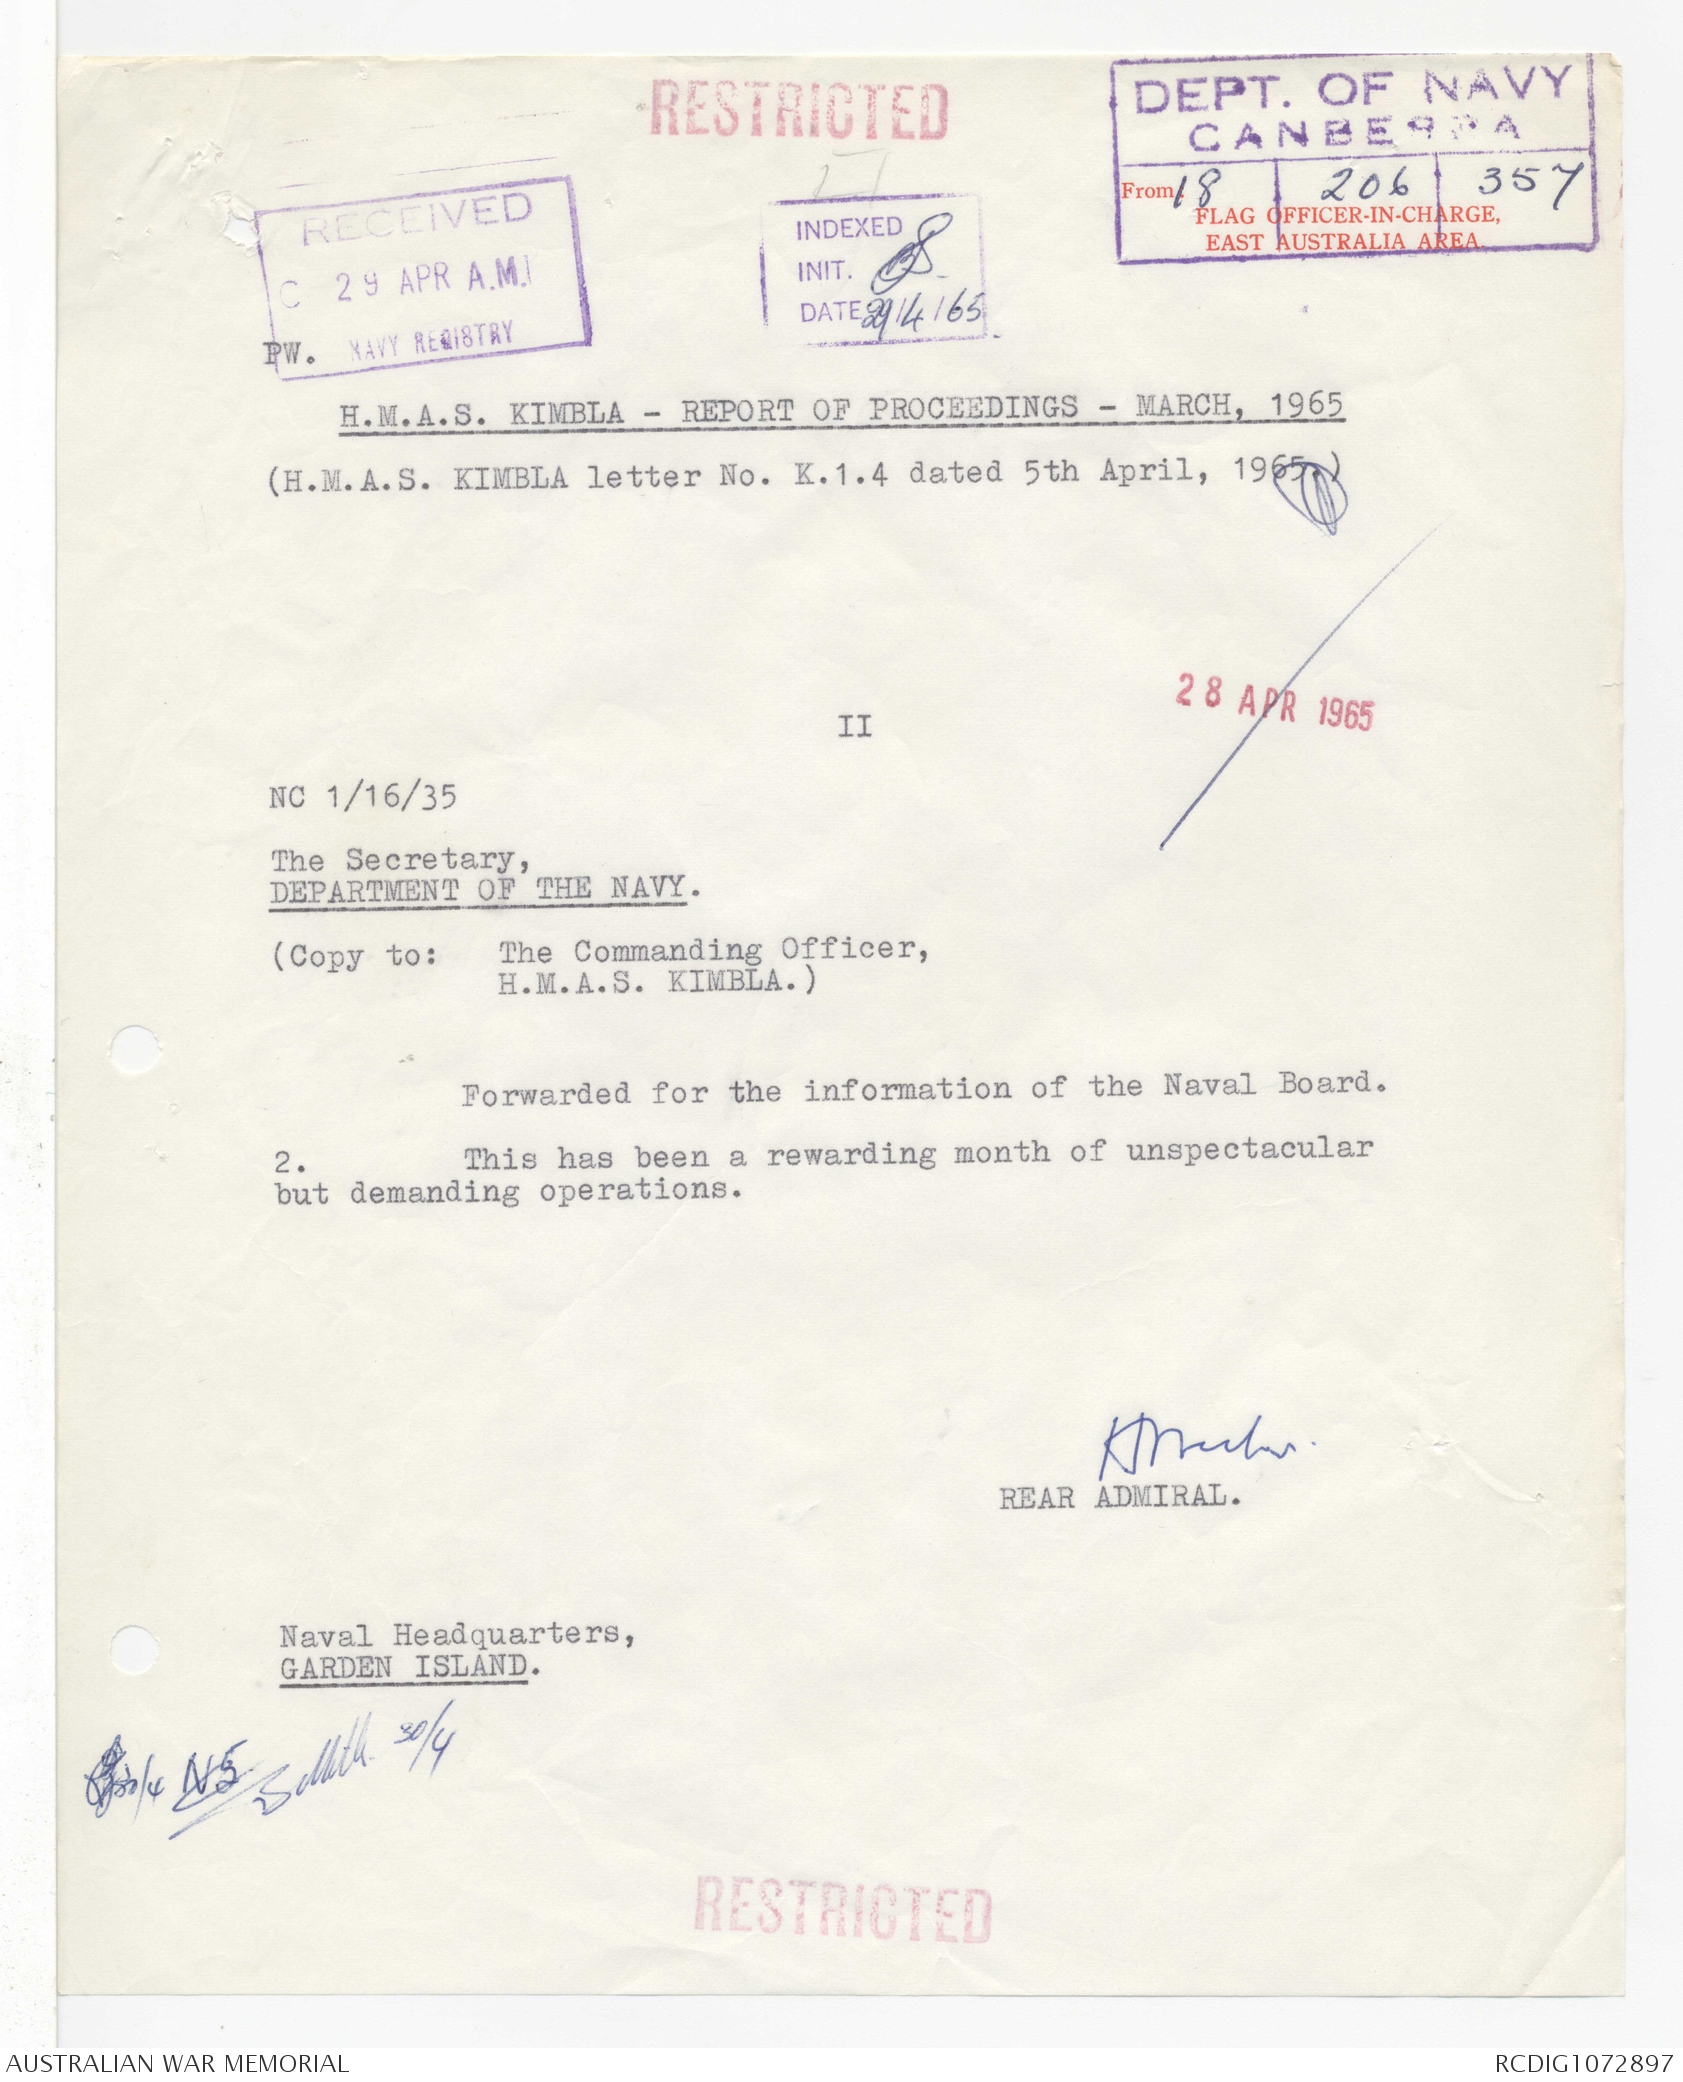 RESTRICTED
DEPT. OF NAVY
CANBERRA
18 206 357
From
FLAG OFFICER-IN-CHARGE,
EAST AUSTRALIA AREA.
RECEIVED
C 29 APR A.M.
NAVY REGISTRY
INDEXED
INIT.
DATE 29/4/65
PW.
H.M.A.S. KIMBLA - REPORT OF PROCEEDINGS - MARCH, 1965
(H.M.A.S. KIMBLA letter No. K.1.4 dated 5th April, 1965.)
28 APR 1965
II
NC 1/16/35
The Secretary,
DEPARTMENT OF THE NAVY.
(Copy to: The Commanding Officer,
H.M.A.S. KIMBLA.)
Forwarded for the information of the Naval Board.
2. This has been a rewarding month of unspectacular
but demanding operations.
REAR ADMIRAL.
Naval Headquarters,
GARDEN ISLAND.
30/4 N5 30/4
RESTRICTED
AUSTRALIAN WAR MEMORIAL
RCDIG1072897